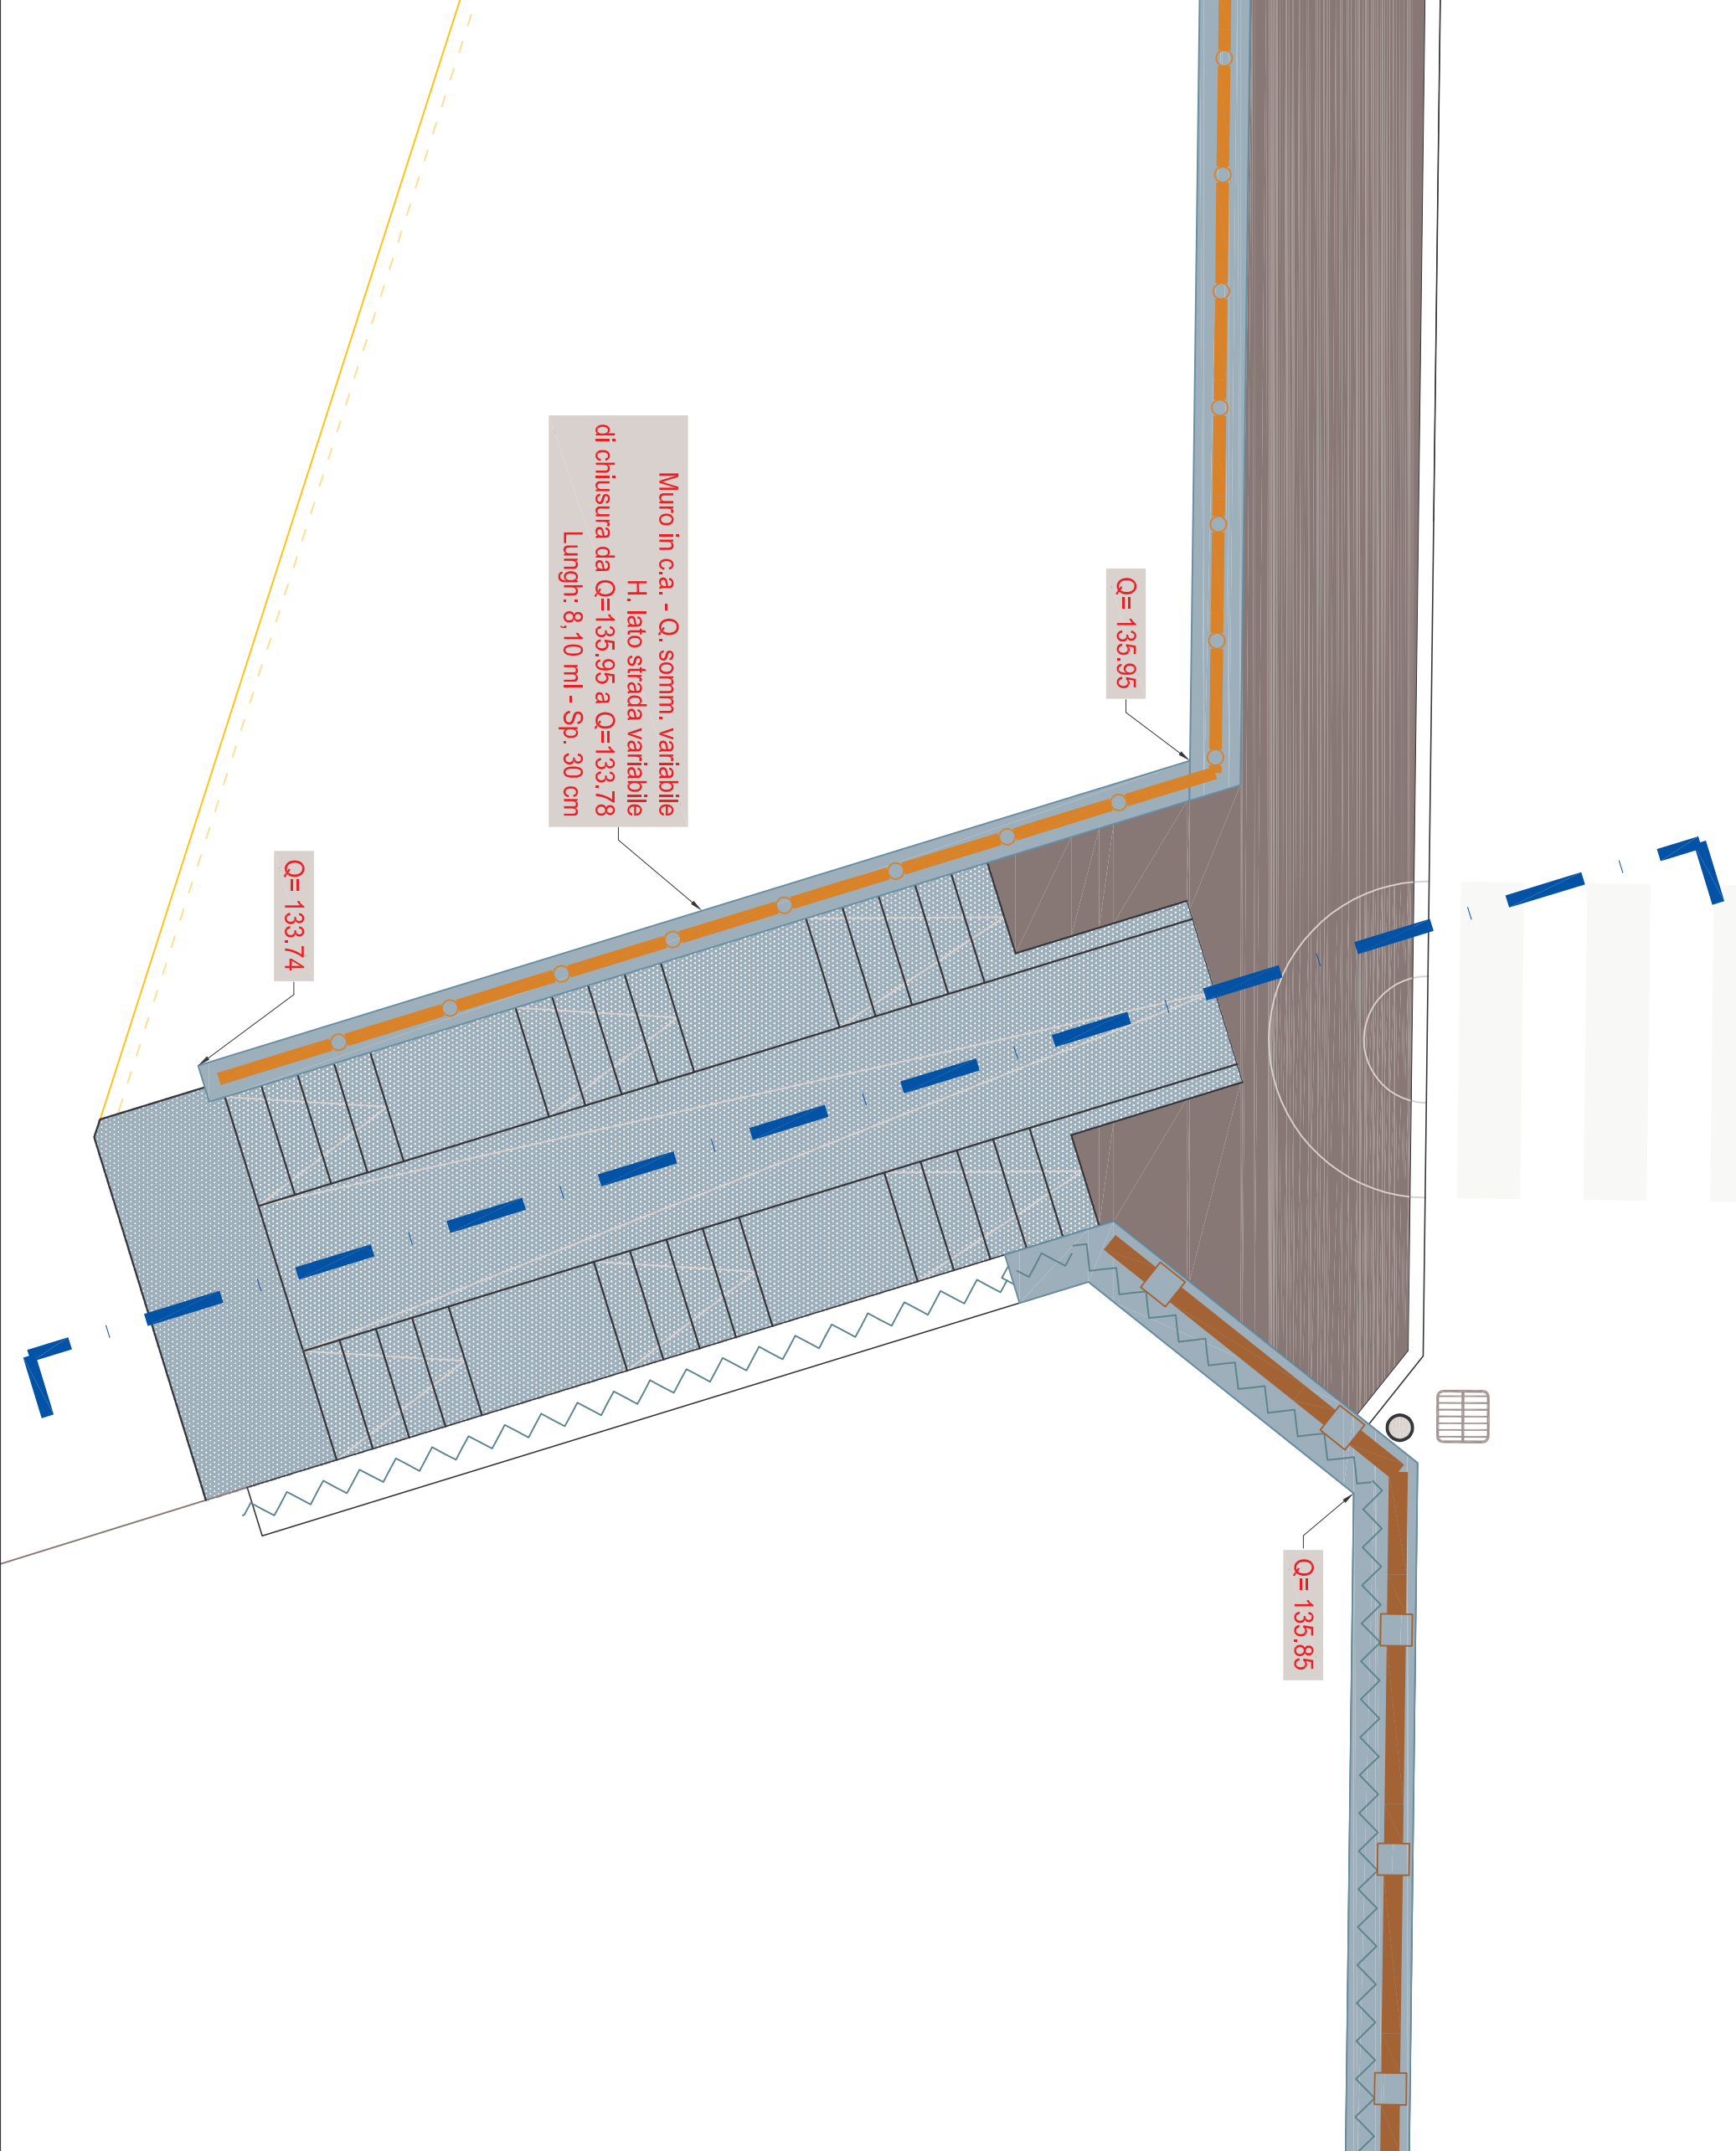 Muro in c.a. - Q. somm. variabile
H. lato strada variabile
di chiusura da Q=135.95 a Q=133.78
Lungh: 8,10 ml - Sp. 30 cm
Q= 135.95
Q= 133.74
Q= 135.85